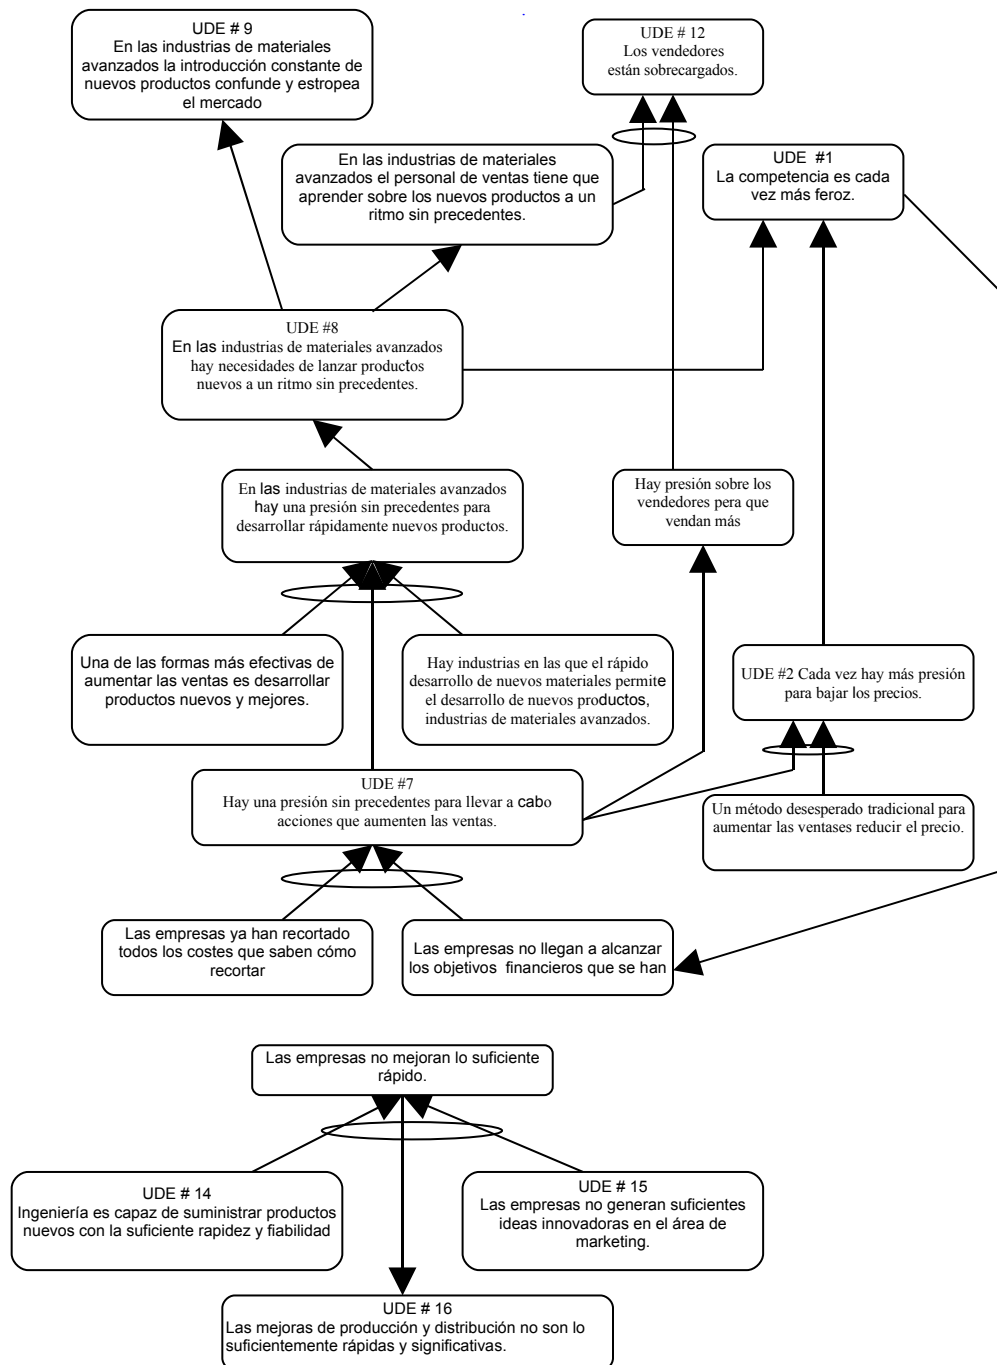 UDE # 9
En las industrias de materiales
avanzados la introducción constante de
nuevos productos confunde y estropea
el mercado
UDE # 12
Los vendedores
están sobrecargados.
En las industrias de materiales
avanzados el personal de ventas tiene que
aprender sobre los nuevos productos a un
ritmo sin precedentes.
UDE #1
La competencia es cada
vez más feroz.
UDE #8
En las industrias de materiales avanzados
hay necesidades de lanzar productos
nuevos a un ritmo sin precedentes.
En las industrias de materiales avanzados
hay una presión sin precedentes para
desarrollar rápidamente nuevos productos.
Hay presión sobre los
vendedores pera que
vendan más
Una de las formas más efectivas de
aumentar las ventas es desarrollar
productos nuevos y mejores.
Hay industrias en las que el rápido
desarrollo de nuevos materiales permite
el desarrollo de nuevos productos,
industrias de materiales avanzados.
UDE #2 Cada vez hay más presión
para bajar los precios.
UDE #7
Hay una presión sin precedentes para llevar a cabo
acciones que aumenten las ventas.
Un método desesperado tradicional para
aumentar las ventases reducir el precio.
Las empresas ya han recortado
todos los costes que saben cómo
recortar
Las empresas no llegan a alcanzar
los objetivos financieros que se han
Las empresas no mejoran lo suficiente
rápido.
UDE # 14
Ingeniería es capaz de suministrar productos
nuevos con la suficiente rapidez y fiabilidad
UDE # 15
Las empresas no generan suficientes
ideas innovadoras en el área de
marketing.
UDE # 16
Las mejoras de producción y distribución no son lo
suficientemente rápidas y significativas.